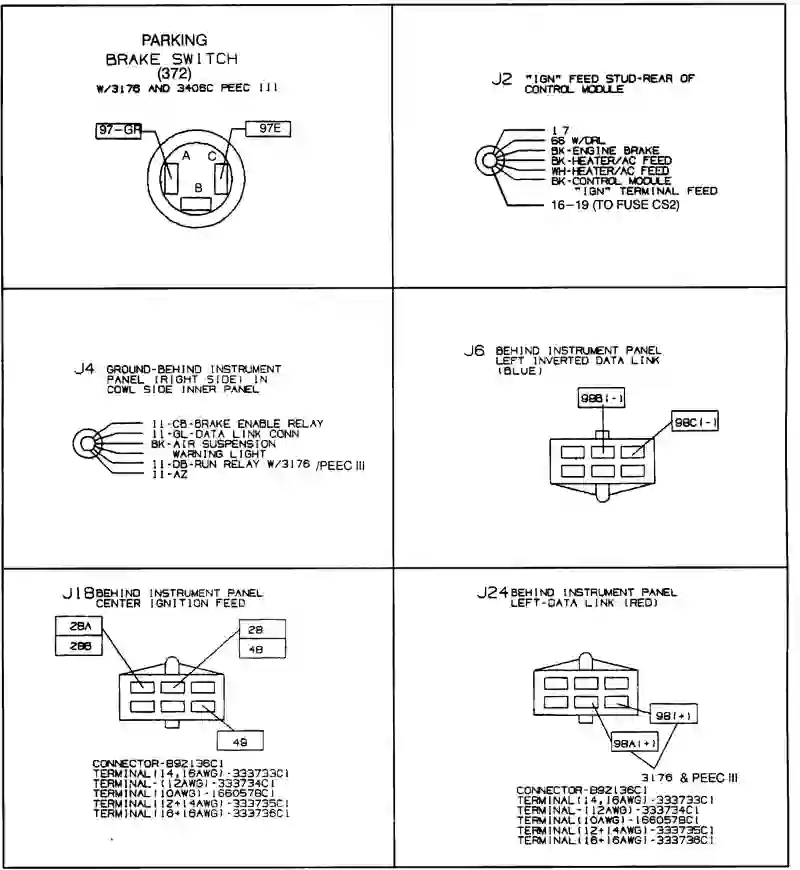 PARKING
BRAKE SWITCH
(372)
W/3176 AND 3406C PEEC III
97-GR
97E
A
C
B
J2 "IGN" FEED STUD-REAR OF
CONTROL MODULE
17
66 W/DRL
BK-ENGINE BRAKE
BK-HEATER/AC FEED
WH-HEATER/AC FEED
BK-CONTROL MODULE
"IGN" TERMINAL FEED
16-19 (TO FUSE CS2)
J4 GROUND-BEHIND INSTRUMENT
PANEL (RIGHT SIDE) IN
COWL SIDE INNER PANEL
11-CB-BRAKE ENABLE RELAY
11-GL-DATA LINK CONN
BK-AIR SUSPENSION
WARNING LIGHT
11-DB-RUN RELAY W/3176 /PEEC III
11-AZ
J6 BEHIND INSTRUMENT PANEL
LEFT INVERTED DATA LINK
(BLUE)
98B(-)
98C(-)
J18 BEHIND INSTRUMENT PANEL
CENTER IGNITION FEED
28A
28B
28
48
49
CONNECTOR-892136C1
TERMINAL(14,16AWG)-333733C1
TERMINAL-(12AWG)-333734C1
TERMINAL(10AWG)-1660578C1
TERMINAL(12+14AWG)-333735C1
TERMINAL(16+16AWG)-333736C1
J24 BEHIND INSTRUMENT PANEL
LEFT-DATA LINK (RED)
98(+)
98A(+)
3176 & PEEC III
CONNECTOR-892136C1
TERMINAL(14,16AWG)-333733C1
TERMINAL-(12AWG)-333734C1
TERMINAL(10AWG)-1660578C1
TERMINAL(12+14AWG)-333735C1
TERMINAL(16+16AWG)-333736C1